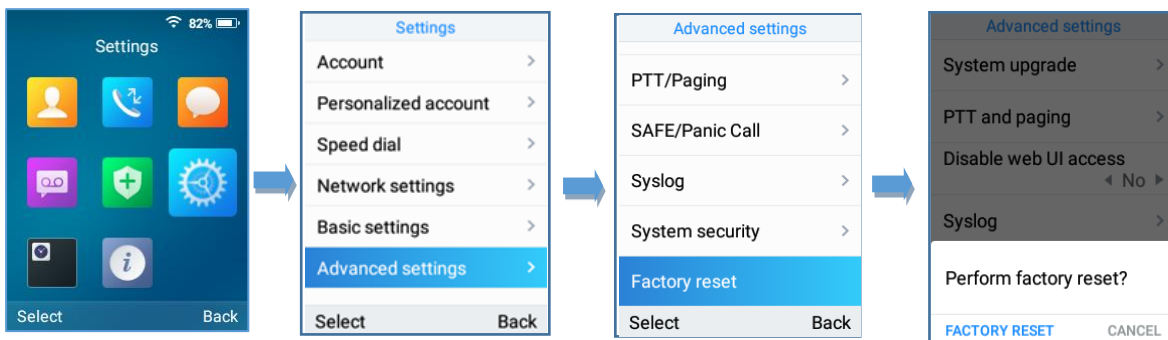 82%
Settings
Select Back
Settings
Account
Personalized account
Speed dial
Network settings
Basic settings
Advanced settings
Select Back
Advanced settings
PTT/Paging
SAFE/Panic Call
Syslog
System security
Factory reset
Select Back
Advanced settings
System upgrade
PTT and paging
Disable web UI access
No
Syslog
Perform factory reset?
FACTORY RESET CANCEL